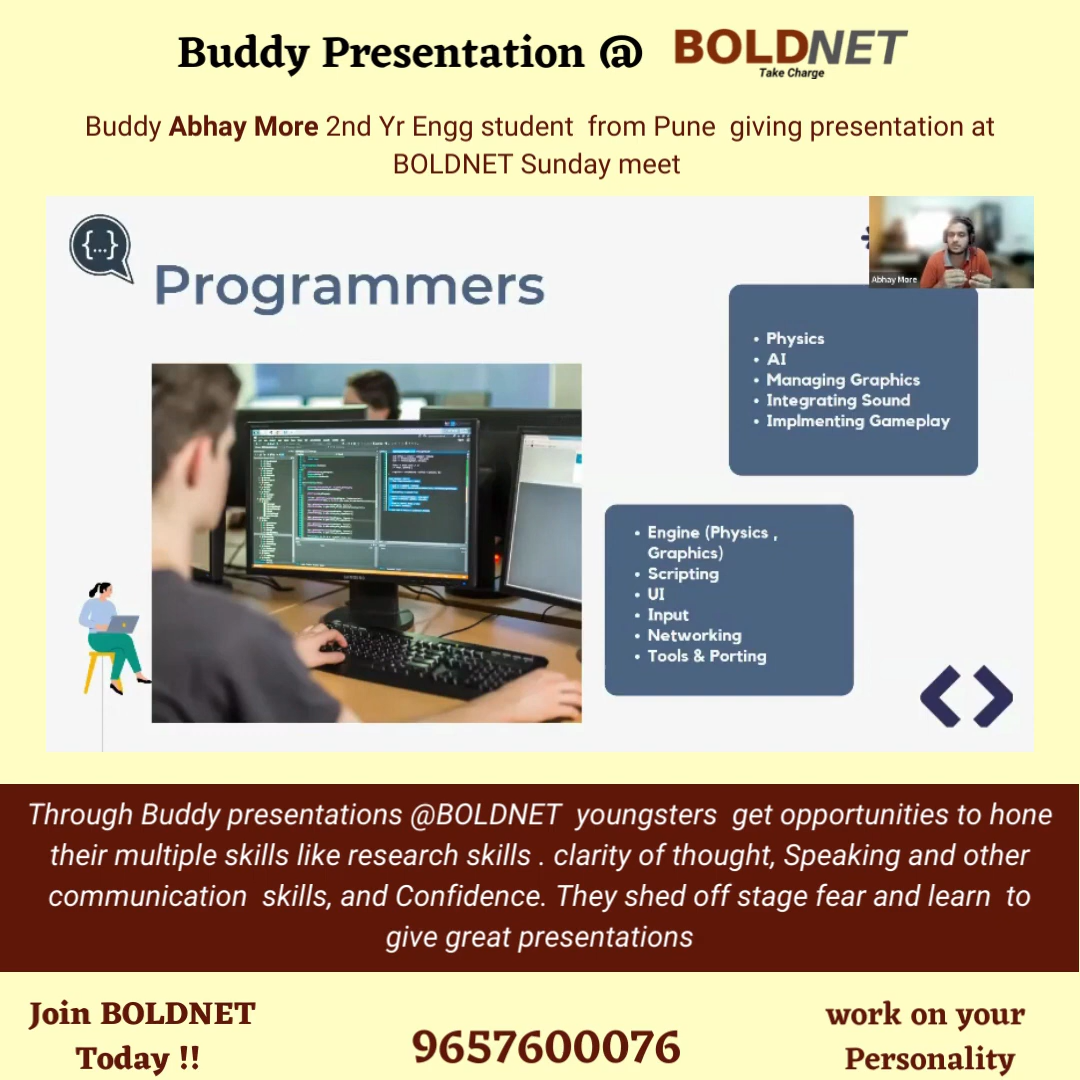 Buddy Presentation @ BOLDNET
Take Charge
Buddy Abhay More 2nd Yr Engg student from Pune giving presentation at
BOLDNET Sunday meet
{...}
Programmers
Abhay More
• Physics
• AI
• Managing Graphics
• Integrating Sound
• Implmenting Gameplay
• Engine (Physics ,
Graphics)
• Scripting
• UI
• Input
• Networking
• Tools & Porting
Through Buddy presentations @BOLDNET youngsters get opportunities to hone
their multiple skills like research skills . clarity of thought, Speaking and other
communication skills, and Confidence. They shed off stage fear and learn to
give great presentations
Join BOLDNET
Today !!
9657600076
work on your
Personality